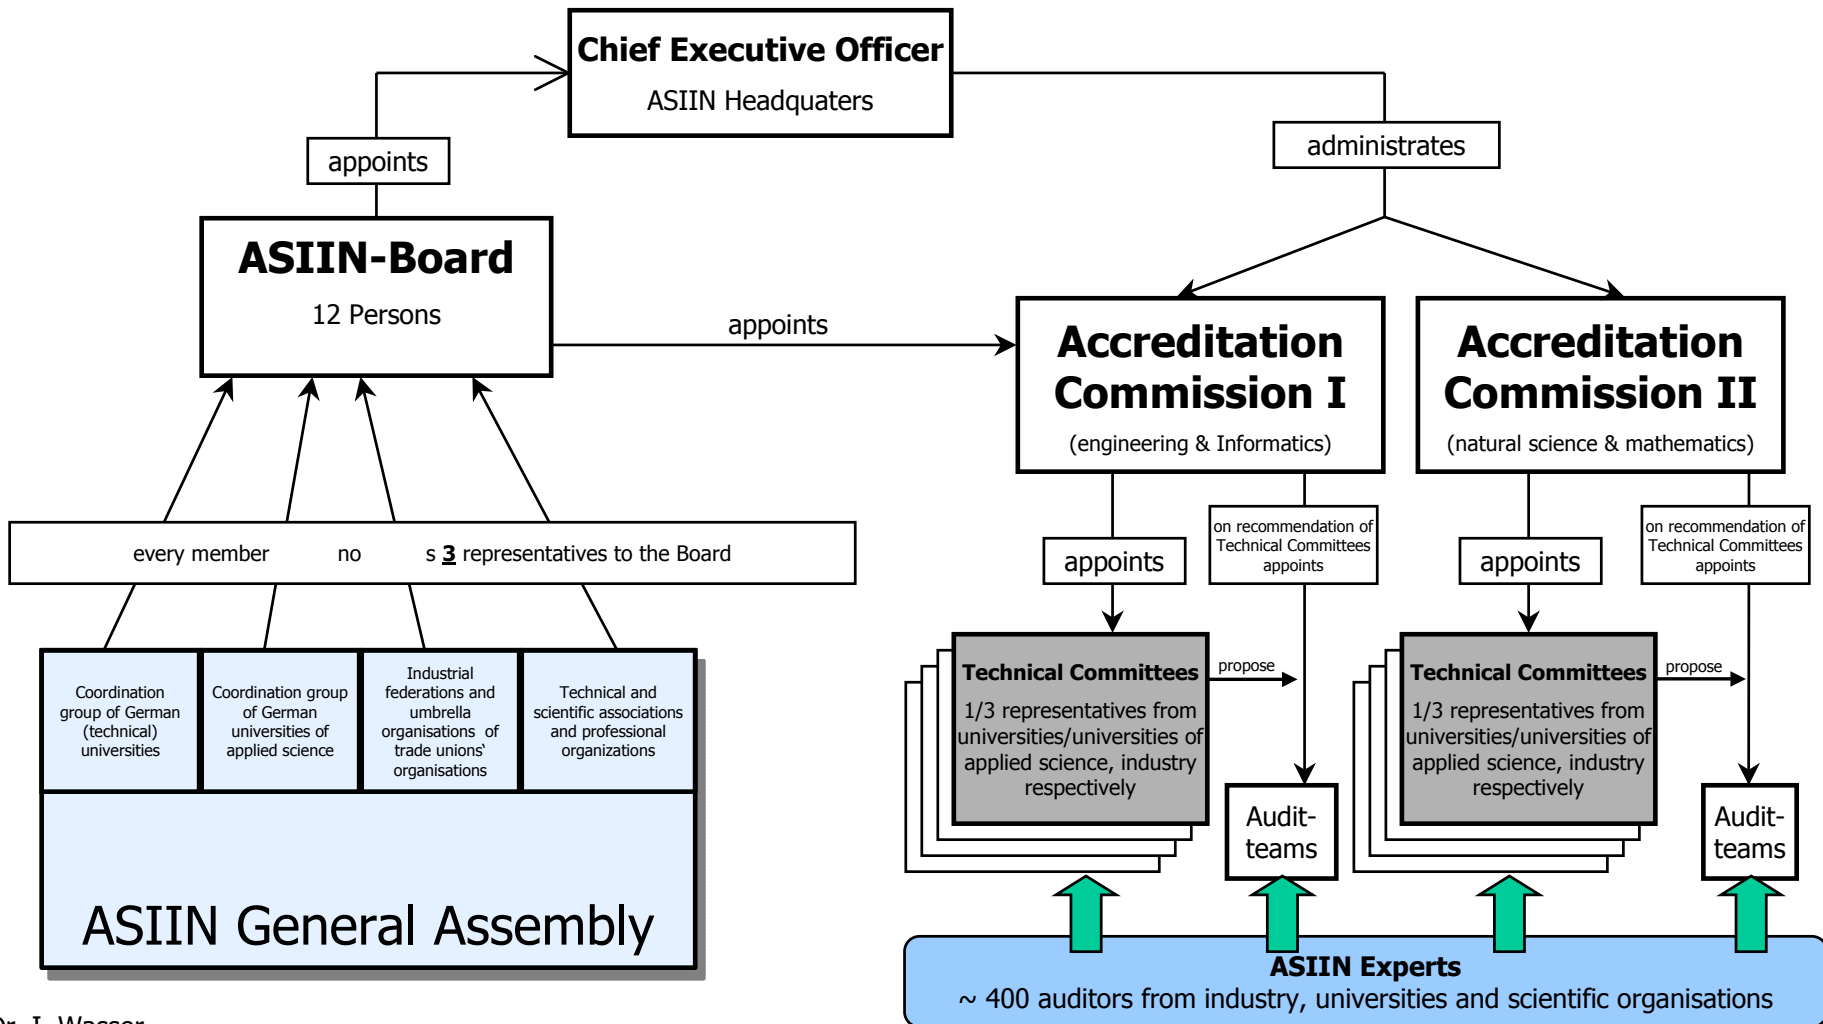 Chief Executive Officer
ASIIN Headquaters
appoints
administrates
ASIIN-Board
12 Persons
appoints
Accreditation
Commission I
(engineering & Informatics)
Accreditation
Commission II
(natural science & mathematics)
every member no s 3 representatives to the Board
appoints
on recommendation of
Technical Committees
appoints
appoints
on recommendation of
Technical Committees
appoints
Coordination
group of German
(technical)
universities
Coordination group
of German
universities of
applied science
Industrial
federations and
umbrella
organisations of
trade unions‘
organisations
Technical and
scientific associations
and professional
organizations
ASIIN General Assembly
Technical Committees
1/3 representatives from
universities/universities of
applied science, industry
respectively
propose
Audit-
teams
Technical Committees
1/3 representatives from
universities/universities of
applied science, industry
respectively
propose
Audit-
teams
ASIIN Experts
~ 400 auditors from industry, universities and scientific organisations